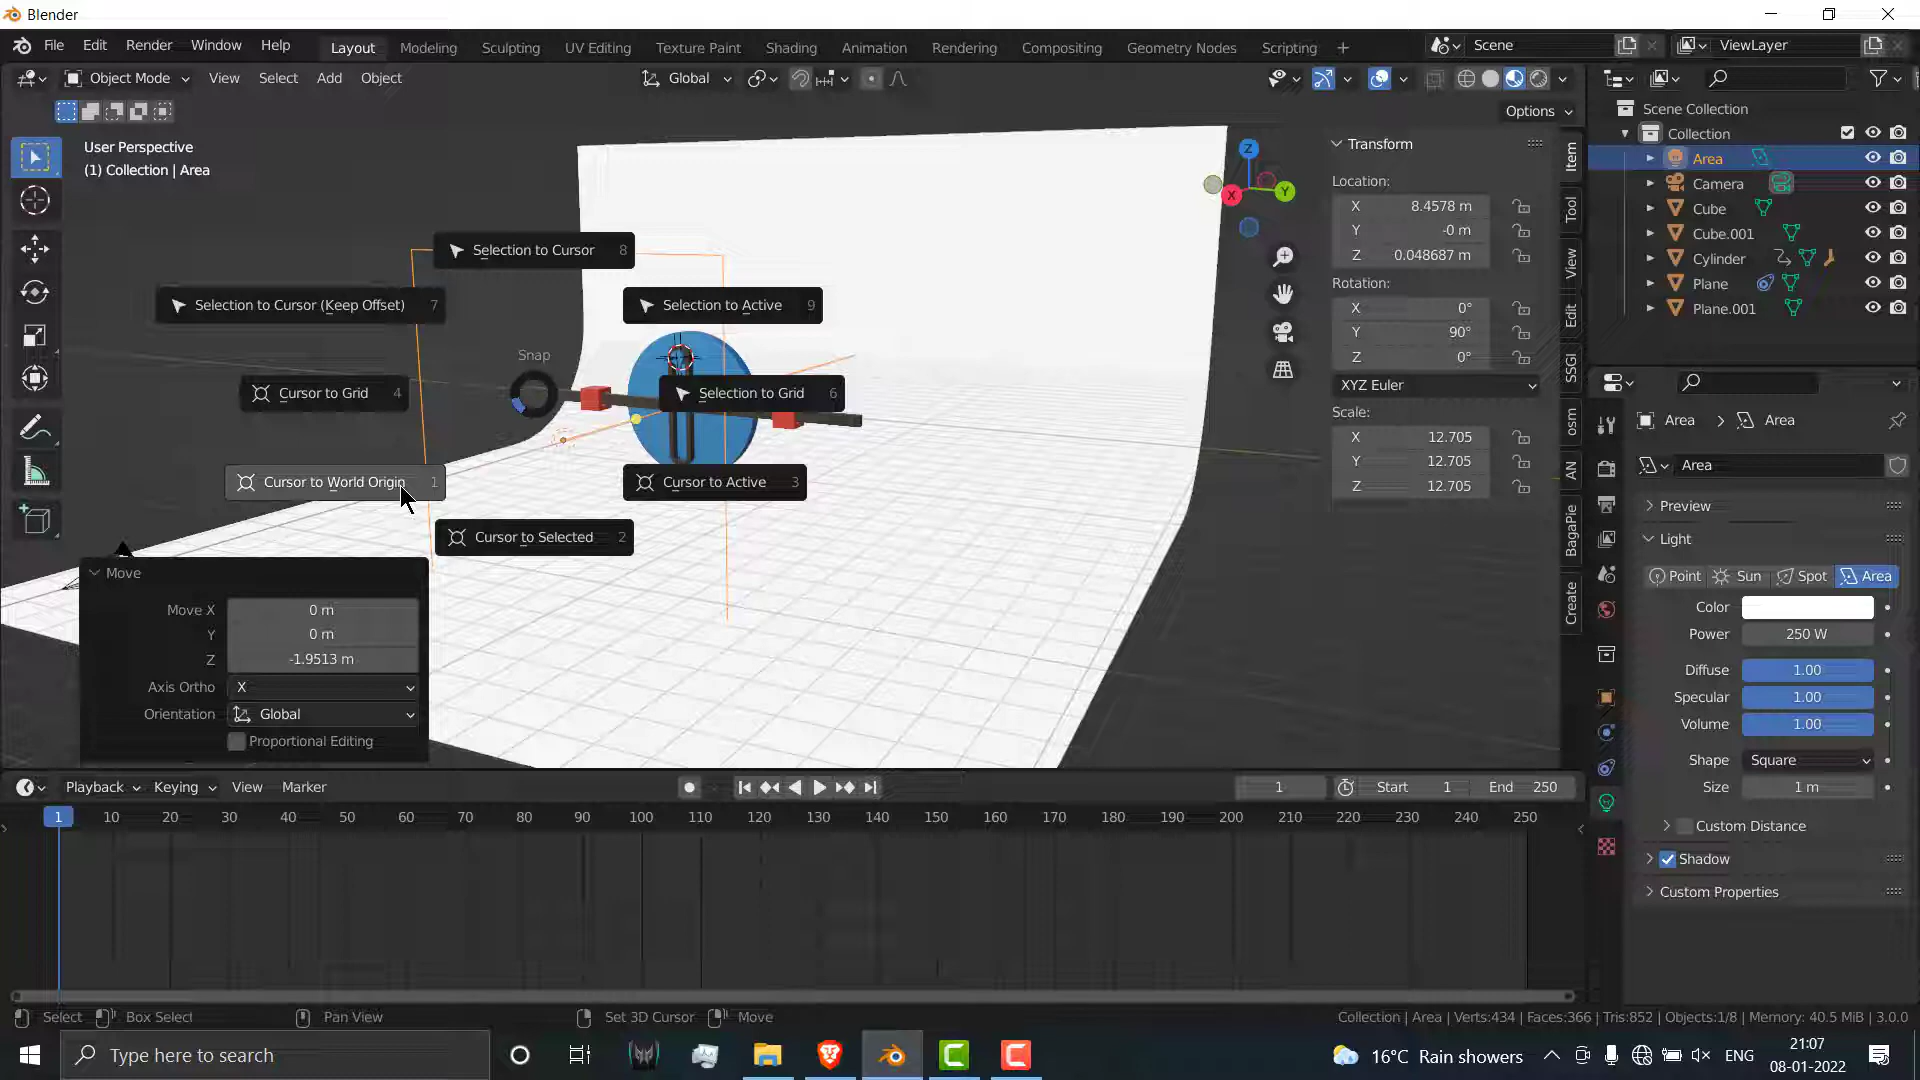 Blender
File Edit Render Window Help
Layout Modeling Sculpting UV Editing Texture Paint Shading Animation Rendering Compositing Geometry Nodes Scripting +
Scene ViewLayer
Object Mode View Select Add Object
Global
Options
User Perspective
(1) Collection | Area
Z
X
Y
Selection to Cursor 8
Selection to Cursor (Keep Offset) 7
Selection to Active 9
Snap
Cursor to Grid 4
Selection to Grid 6
Cursor to World Origin 1
Cursor to Active 3
Cursor to Selected 2
Move
Move X 0 m
Y 0 m
Z -1.9513 m
Axis Ortho X
Orientation Global
Proportional Editing
Transform
Location:
X 8.4578 m
Y -0 m
Z 0.048687 m
Rotation:
X 0°
Y 90°
Z 0°
XYZ Euler
Scale:
X 12.705
Y 12.705
Z 12.705
Item
Tool
View
Edit
SSGI
osm
AN
BagaPie
Create
Scene Collection
Collection
Area
Camera
Cube
Cube.001
Cylinder
Plane
Plane.001
Area > Area
Area
Preview
Light
Point Sun Spot Area
Color
Power 250 W
Diffuse 1.00
Specular 1.00
Volume 1.00
Shape Square
Size 1 m
Custom Distance
Shadow
Custom Properties
Playback Keying View Marker
1 Start 1 End 250
1 10 20 30 40 50 60 70 80 90 100 110 120 130 140 150 160 170 180 190 200 210 220 230 240 250
Select Box Select Pan View Set 3D Cursor Move
Collection | Area | Verts:434 | Faces:366 | Tris:852 | Objects:1/8 | Memory: 40.5 MiB | 3.0.0
Type here to search
16°C Rain showers
ENG
21:07
08-01-2022